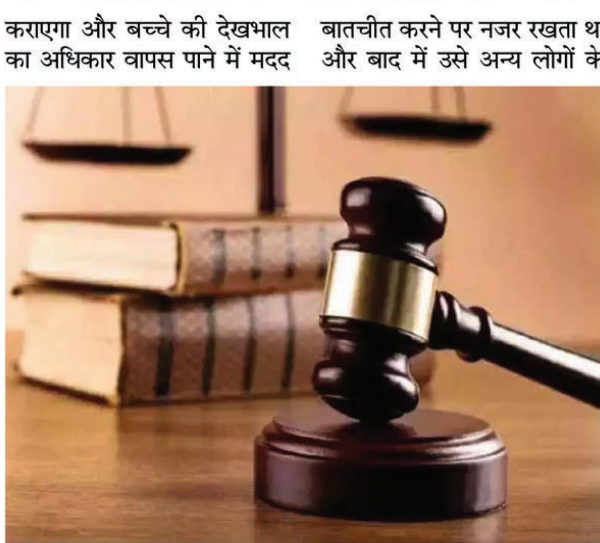 कराएगा और बच्चे की देखभाल
का अधिकार वापस पाने में मदद
बातचीत करने पर नजर रखता
और बाद में उसे अन्य लोगों के